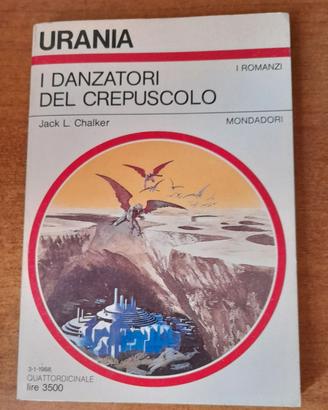 URANIA
I ROMANZI
I DANZATORI
DEL CREPUSCOLO
Jack L. Chalker
MONDADORI
3-1-1988
QUATTORDICINALE
lire 3500